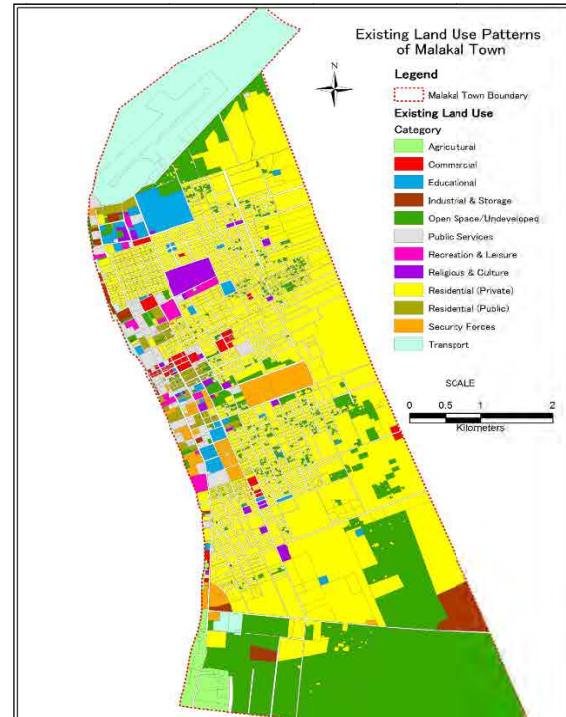 Existing Land Use Patterns
of Malakal Town
N
Legend
Malakal Town Boundary
Existing Land Use
Category
Agricutural
Commercial
Educational
Industrial & Storage
Open Space/Undeveloped
Public Services
Recreation & Leisure
Religious & Culture
Residential (Private)
Residential (Public)
Security Forces
Transport
SCALE
0 0.5 1 2
Kilometers